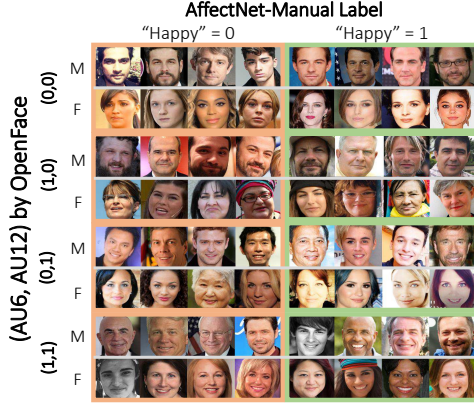 AffectNet-Manual Label
“Happy” = 0 “Happy” = 1
(AU6, AU12) by OpenFace
(0,0)
M
F
(1,0)
M
F
(0,1)
M
F
(1,1)
M
F